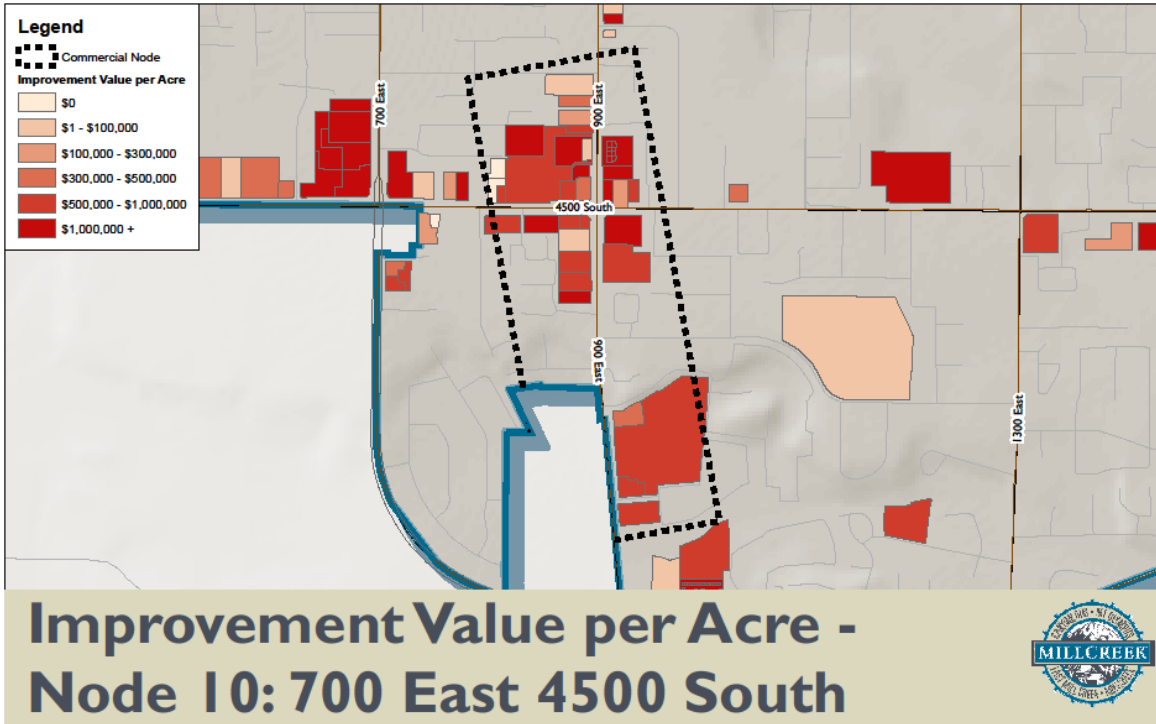 Legend
Commercial Node
Improvement Value per Acre
$0
$1 - $100,000
$100,000 - $300,000
$300,000 - $500,000
$500,000 - $1,000,000
$1,000,000 +
700 East
900 East
4500 South
900 East
1300 East
Improvement Value per Acre -
Node 10: 700 East 4500 South
MILLCREEK